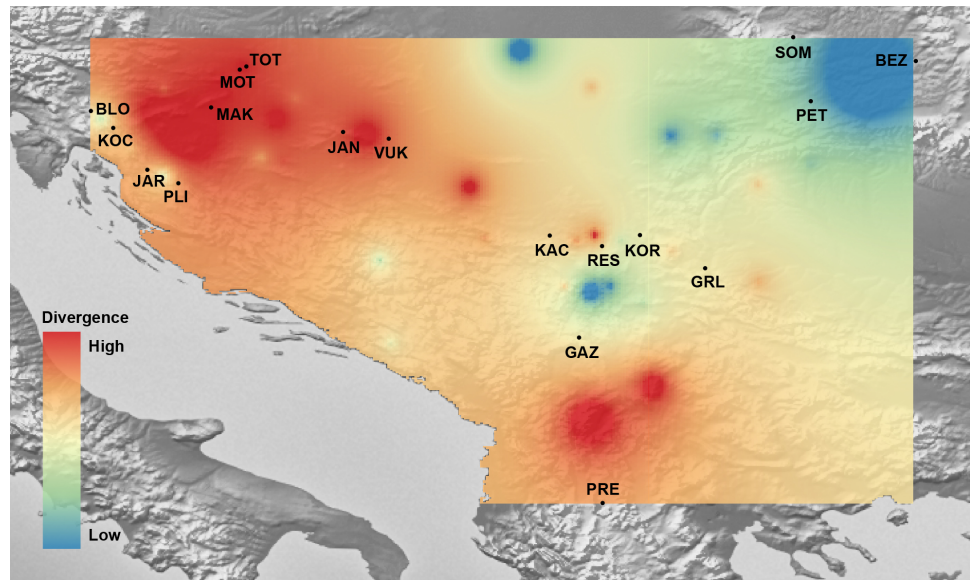 SOM
TOT
BEZ
MOT
BLO
MAK
PET
KOC
JAN
VUK
JAR
PLI
KAC
KOR
RES
GRL
Divergence
High
GAZ
PRE
Low